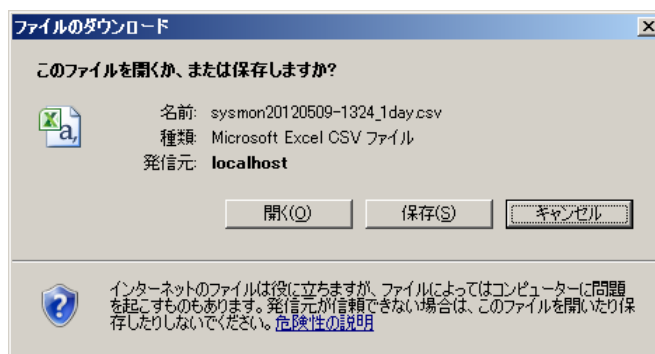 ファイルのダウンロード
このファイルを開くか、または保存しますか?
名前: sysmon20120509-1324_1day.csv
種類: Microsoft Excel CSV ファイル
発信元: localhost
開く(O) 保存(S) キャンセル
インターネットのファイルは役に立ちますが、ファイルによってはコンピューターに問題
を起こすものもあります。発信元が信頼できない場合は、このファイルを開いたり保
存したりしないでください。危険性の説明